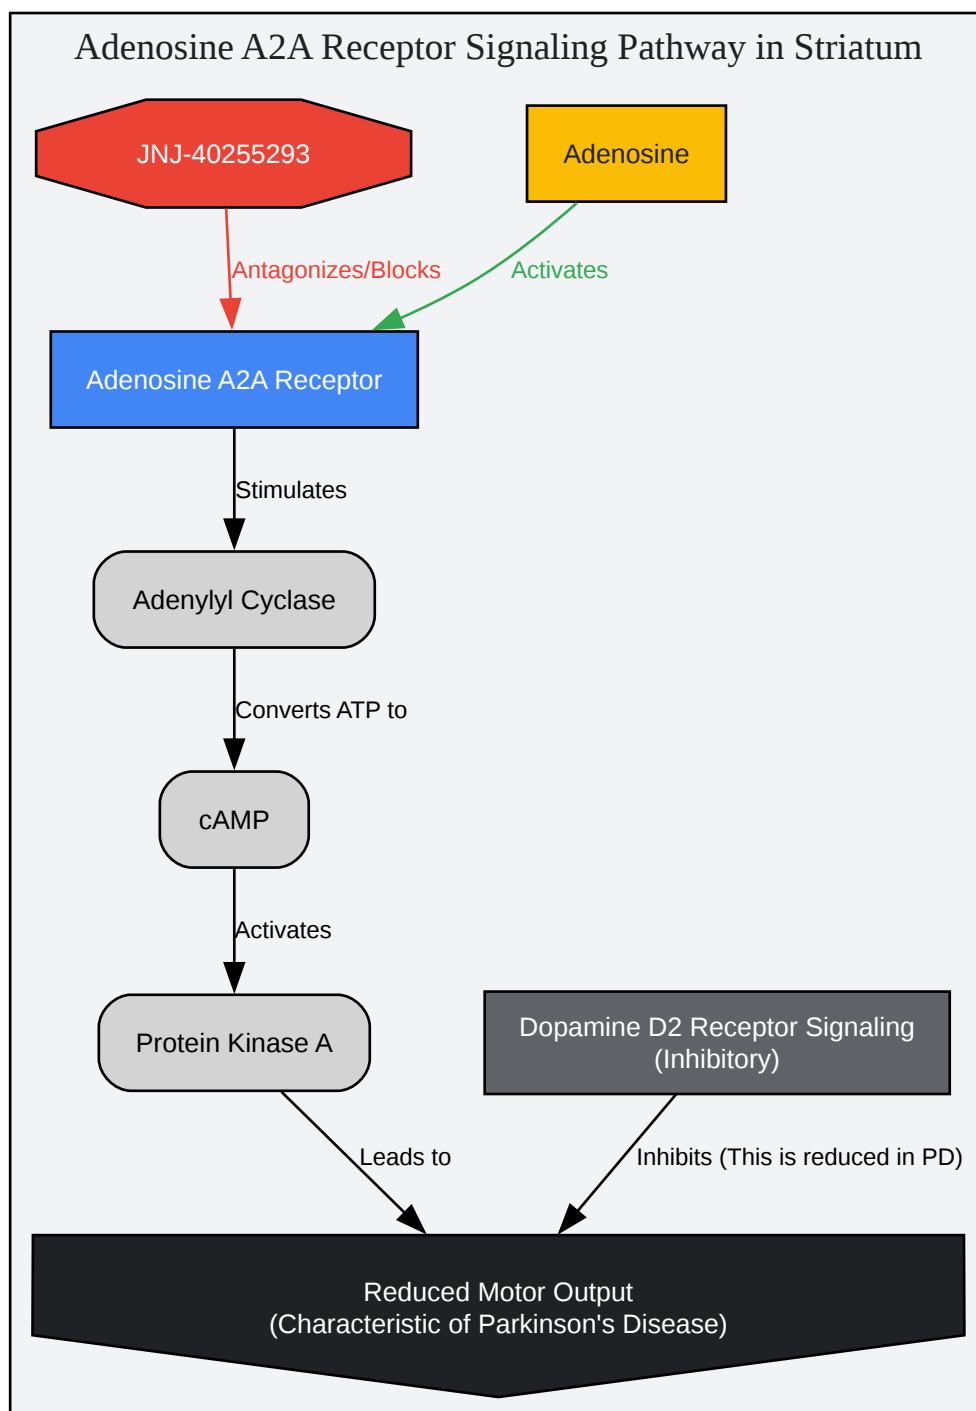 Adenosine A2A Receptor Signaling Pathway in Striatum
JNJ-40255293
Adenosine
Antagonizes/Blocks
Activates
Adenosine A2A Receptor
Stimulates
Adenylyl Cyclase
Converts ATP to
cAMP
Activates
Protein Kinase A
Dopamine D2 Receptor Signaling
(Inhibitory)
Leads to
Inhibits (This is reduced in PD)
Reduced Motor Output
(Characteristic of Parkinson's Disease)